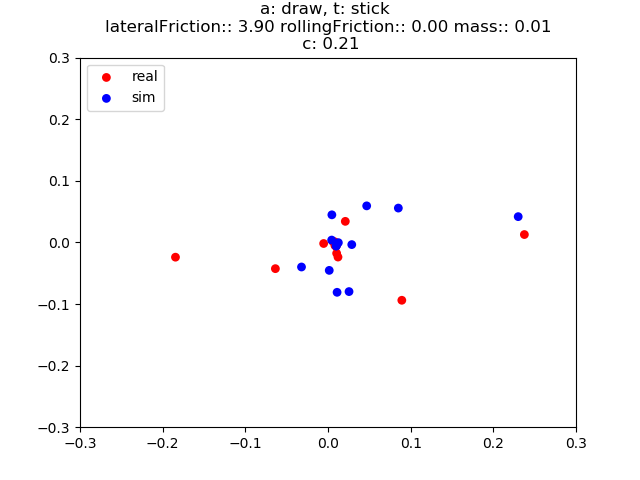 a: draw, t: stick
lateralFriction:: 3.90 rollingFriction:: 0.00 mass:: 0.01
c: 0.21
real
sim
0.3
0.2
0.1
0.0
−0.1
−0.2
−0.3
−0.3 −0.2 −0.1 0.0 0.1 0.2 0.3